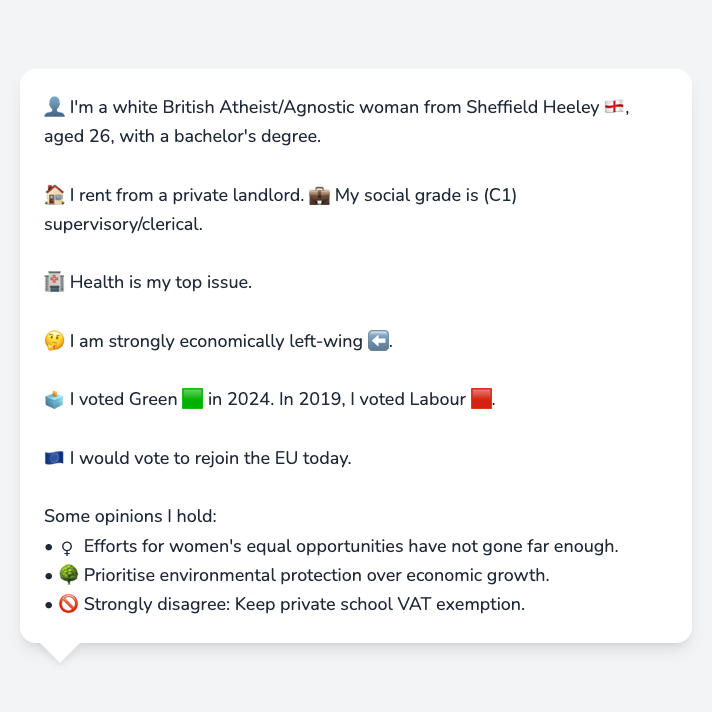 👤 I'm a white British Atheist/Agnostic woman from Sheffield Heeley 🏴󠁧󠁢󠁥󠁮󠁧󠁿,
aged 26, with a bachelor's degree.
🏠 I rent from a private landlord. 💼 My social grade is (C1)
supervisory/clerical.
🏥 Health is my top issue.
🤔 I am strongly economically left-wing ⬅️.
🗳️ I voted Green 🟩 in 2024. In 2019, I voted Labour 🟥.
🇪🇺 I would vote to rejoin the EU today.
Some opinions I hold:
• ♀ Efforts for women's equal opportunities have not gone far enough.
• 🌳 Prioritise environmental protection over economic growth.
• 🚫 Strongly disagree: Keep private school VAT exemption.